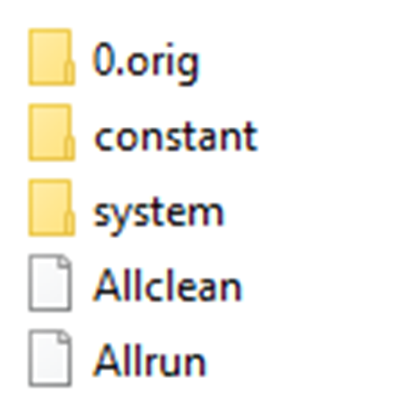 0.orig
constant
system
Allclean
Allrun